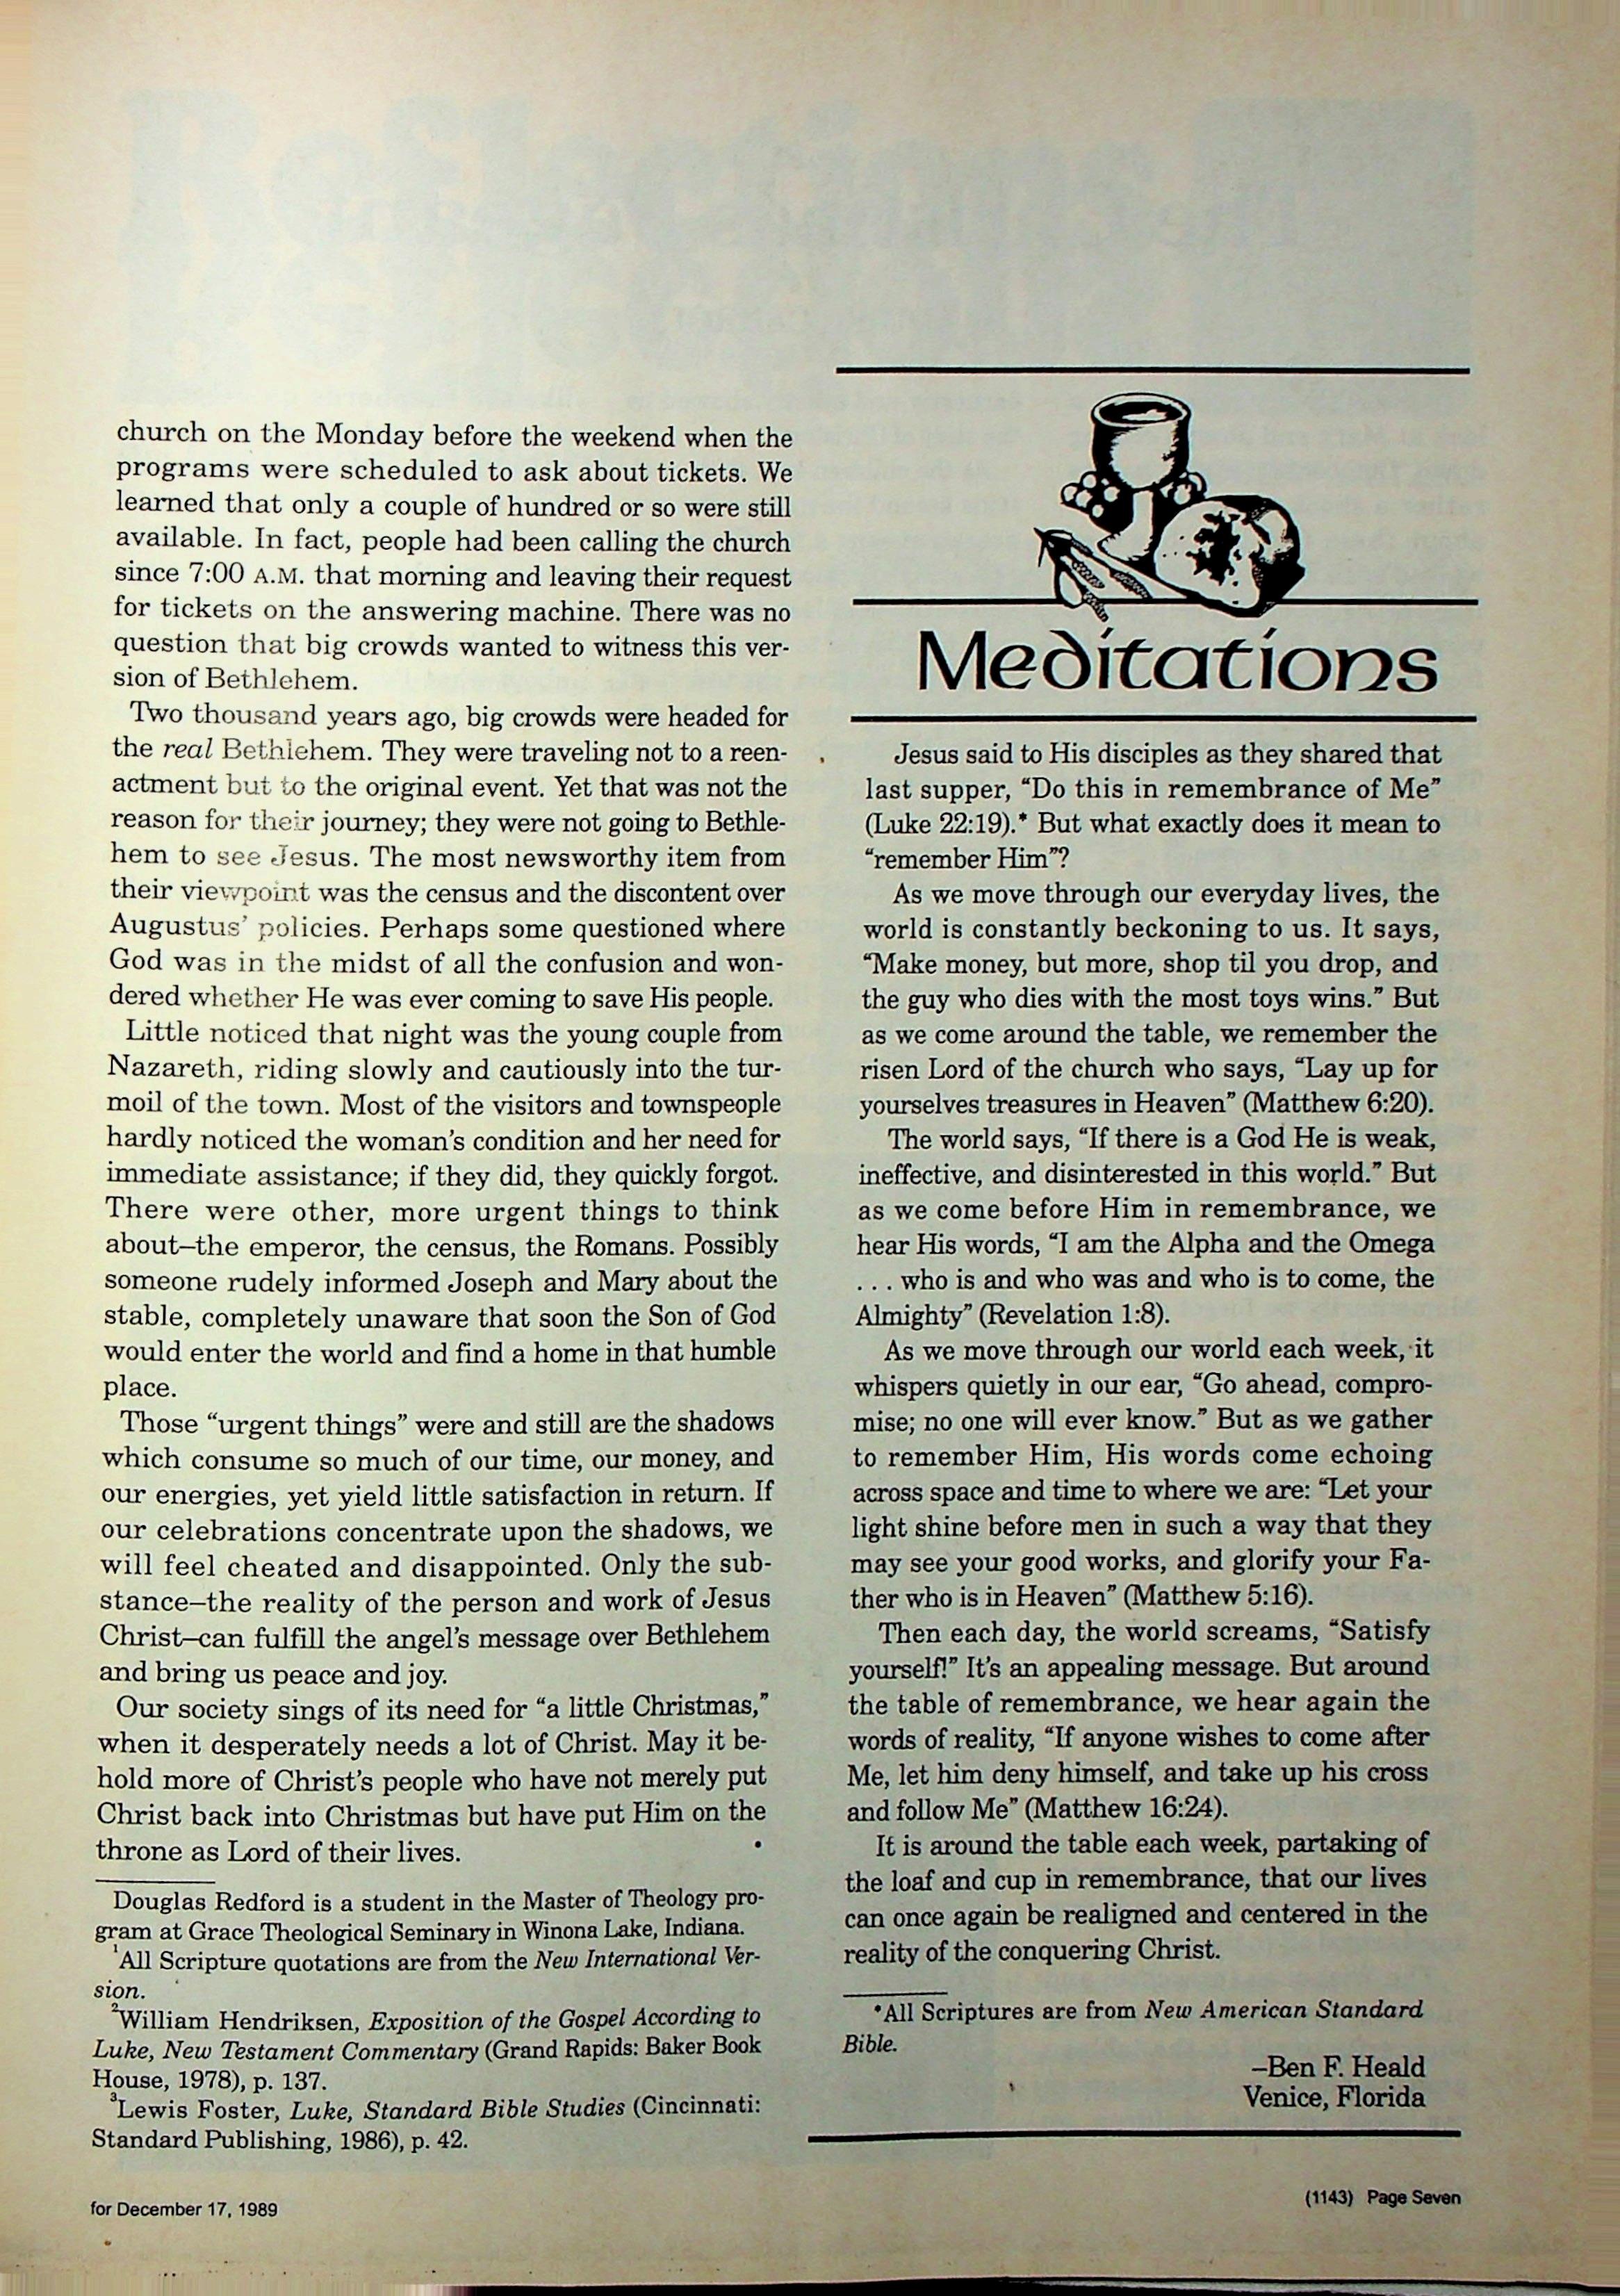 church on the Monday before the weekend when the
programs were scheduled to ask about tickets. We
learned that only a couple of hundred or so were still
available. In fact, people had been calling the church
since 7:00 A.M. that morning and leaving their request
for tickets on the answering machine. There was no
question that big crowds wanted to witness this ver-
sion of Bethlehem.
Two thousand years ago, big crowds were headed for
the real Bethlehem. They were traveling not to a reen-
actment but to the original event. Yet that was not the
reason for their journey; they were not going to Bethle-
hem to see Jesus. The most newsworthy item from
their viewpoint was the census and the discontent over
Augustus' policies. Perhaps some questioned where
God was in the midst of all the confusion and won-
dered whether He was ever coming to save His people.
Little noticed that night was the young couple from
Nazareth, riding slowly and cautiously into the tur-
moil of the town. Most of the visitors and townspeople
hardly noticed the woman's condition and her need for
immediate assistance; if they did, they quickly forgot.
There were other, more urgent things to think
about–the emperor, the census, the Romans. Possibly
someone rudely informed Joseph and Mary about the
stable, completely unaware that soon the Son of God
would enter the world and find a home in that humble
place.
Those “urgent things” were and still are the shadows
which consume so much of our time, our money, and
our energies, yet yield little satisfaction in return. If
our celebrations concentrate upon the shadows, we
will feel cheated and disappointed. Only the sub-
stance–the reality of the person and work of Jesus
Christ–can fulfill the angel's message over Bethlehem
and bring us peace and joy.
Our society sings of its need for “a little Christmas,”
when it desperately needs a lot of Christ. May it be-
hold more of Christ's people who have not merely put
Christ back into Christmas but have put Him on the
throne as Lord of their lives. •
Douglas Redford is a student in the Master of Theology pro-
gram at Grace Theological Seminary in Winona Lake, Indiana.
¹All Scripture quotations are from the New International Ver-
sion.
²William Hendriksen, Exposition of the Gospel According to
Luke, New Testament Commentary (Grand Rapids: Baker Book
House, 1978), p. 137.
³Lewis Foster, Luke, Standard Bible Studies (Cincinnati:
Standard Publishing, 1986), p. 42.
Meditations
Jesus said to His disciples as they shared that
last supper, “Do this in remembrance of Me”
(Luke 22:19).* But what exactly does it mean to
“remember Him”?
As we move through our everyday lives, the
world is constantly beckoning to us. It says,
“Make money, but more, shop til you drop, and
the guy who dies with the most toys wins.” But
as we come around the table, we remember the
risen Lord of the church who says, “Lay up for
yourselves treasures in Heaven” (Matthew 6:20).
The world says, “If there is a God He is weak,
ineffective, and disinterested in this world.” But
as we come before Him in remembrance, we
hear His words, “I am the Alpha and the Omega
. . . who is and who was and who is to come, the
Almighty” (Revelation 1:8).
As we move through our world each week, it
whispers quietly in our ear, “Go ahead, compro-
mise; no one will ever know.” But as we gather
to remember Him, His words come echoing
across space and time to where we are: “Let your
light shine before men in such a way that they
may see your good works, and glorify your Fa-
ther who is in Heaven” (Matthew 5:16).
Then each day, the world screams, “Satisfy
yourself!” It's an appealing message. But around
the table of remembrance, we hear again the
words of reality, “If anyone wishes to come after
Me, let him deny himself, and take up his cross
and follow Me” (Matthew 16:24).
It is around the table each week, partaking of
the loaf and cup in remembrance, that our lives
can once again be realigned and centered in the
reality of the conquering Christ.
*All Scriptures are from New American Standard
Bible.
–Ben F. Heald
Venice, Florida
for December 17, 1989
(1143) Page Seven